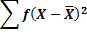 ∑ f(X − X̅)²